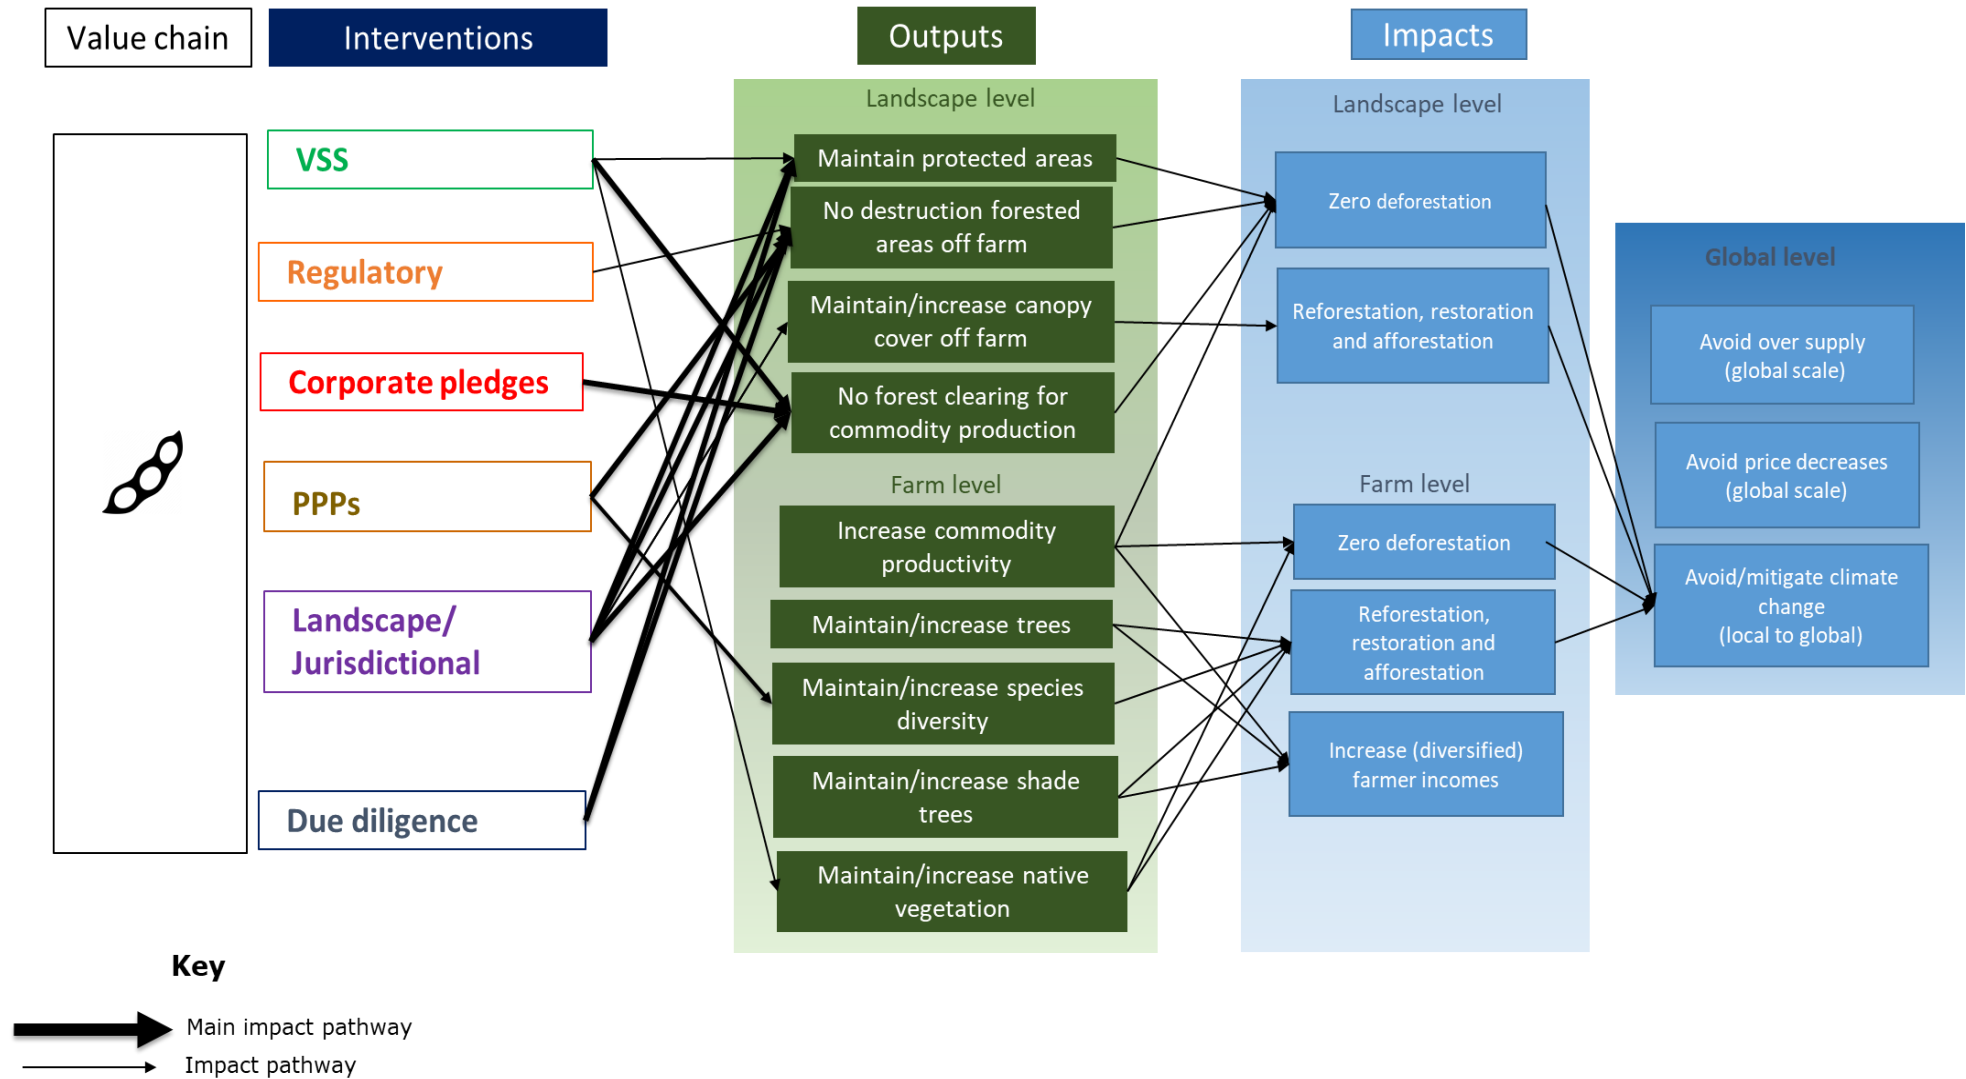 Value chain
Interventions
Outputs
Impacts
VSS
Regulatory
Corporate pledges
PPPs
Landscape/
Jurisdictional
Due diligence
Landscape level
Maintain protected areas
No destruction forested
areas off farm
Maintain/increase canopy
cover off farm
No forest clearing for
commodity production
Farm level
Increase commodity
productivity
Maintain/increase trees
Maintain/increase species
diversity
Maintain/increase shade
trees
Maintain/increase native
vegetation
Landscape level
Zero deforestation
Reforestation, restoration
and afforestation
Farm level
Zero deforestation
Reforestation,
restoration and
afforestation
Increase (diversified)
farmer incomes
Global level
Avoid over supply
(global scale)
Avoid price decreases
(global scale)
Avoid/mitigate climate
change
(local to global)
Key
Main impact pathway
Impact pathway